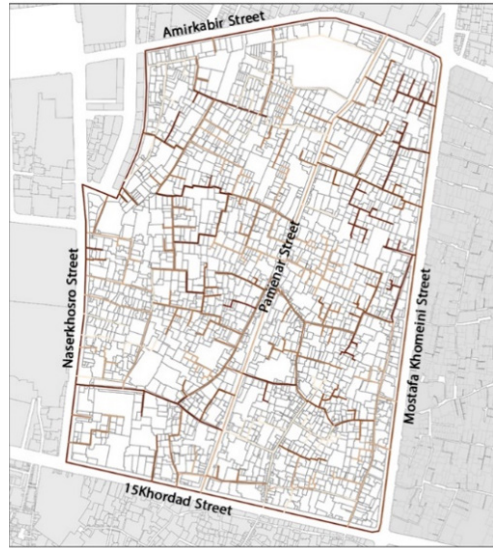 Amirkabir Street
Naserkhosro Street
Pamenar Street
Mostafa Khomeini Street
15Khordad Street